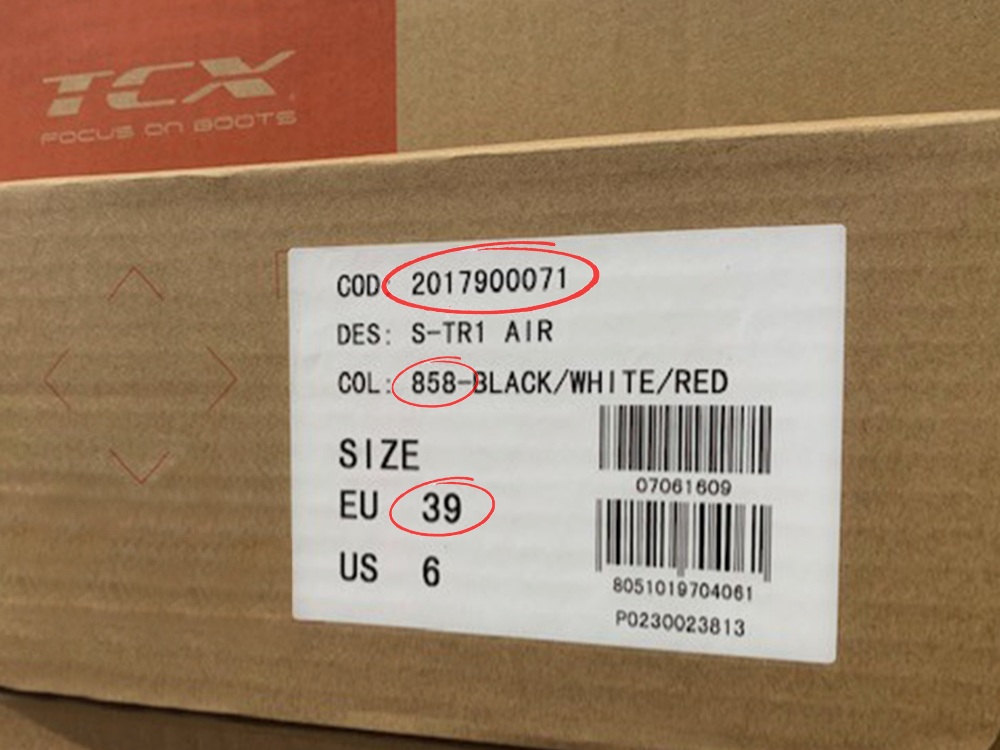 TCX
FOCUS ON BOOTS
COD: 2017900071
DES: S-TR1 AIR
COL: 858-BLACK/WHITE/RED
SIZE
EU 39
US 6
07061609
8051019704061
P0230023813